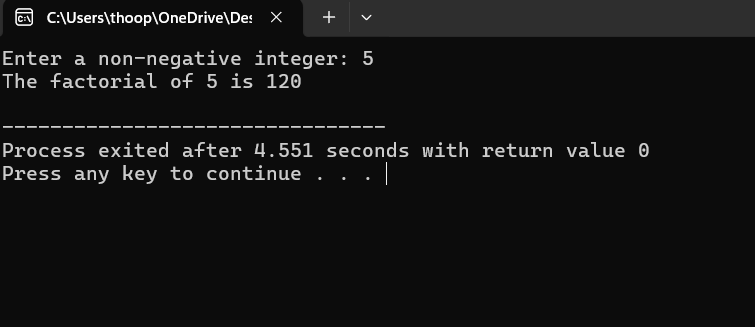 C:\Users\thoop\OneDrive\Des
Enter a non-negative integer: 5
The factorial of 5 is 120
--------------------------------
Process exited after 4.551 seconds with return value 0
Press any key to continue . . .